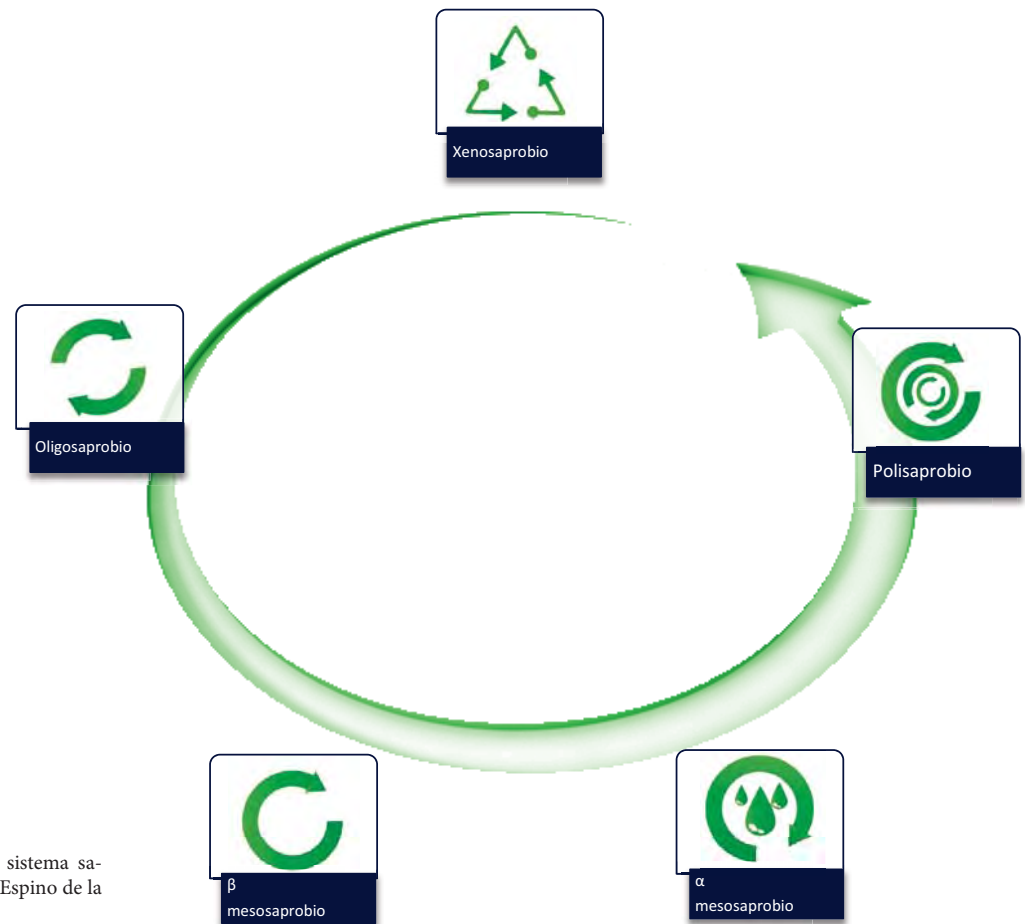 Xenosaprobio
Oligosaprobio
Polisaprobio
β
mesosaprobio
α
mesosaprobio
sistema sa-
Espino de la